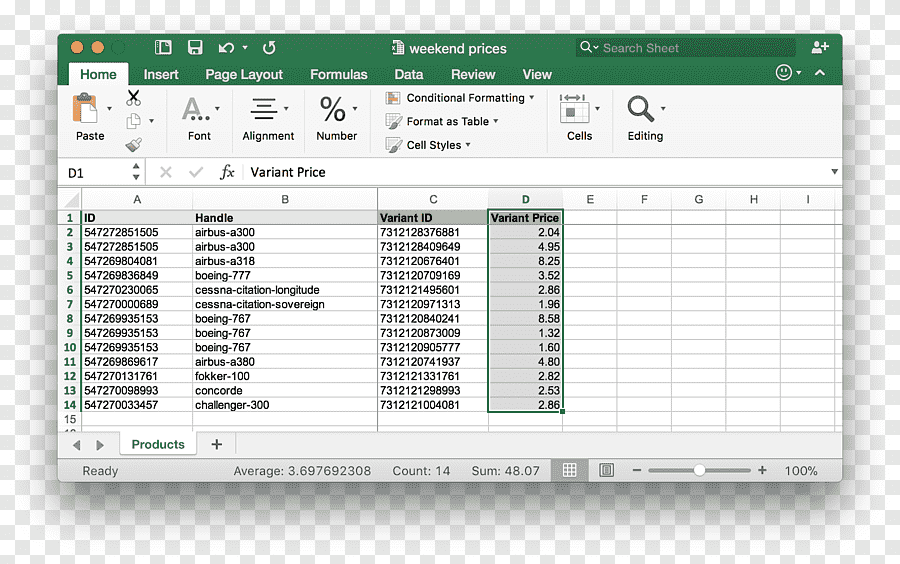 weekend prices
Search Sheet
Home Insert Page Layout Formulas Data Review View
Paste
A..
Font
Alignment
%
Number
Conditional Formatting
Format as Table
Cell Styles
Cells
Editing
D1 fx Variant Price
A B C D E F G H I
1 ID Handle Variant ID Variant Price
2 547272851505 airbus-a300 7312128376881 2.04
3 547272851505 airbus-a300 7312128409649 4.95
4 547269804081 airbus-a318 7312120676401 8.25
5 547269836849 boeing-777 7312120709169 3.52
6 547270230065 cessna-citation-longitude 7312121495601 2.86
7 547270000689 cessna-citation-sovereign 7312120971313 1.96
8 547269935153 boeing-767 7312120840241 8.58
9 547269935153 boeing-767 7312120873009 1.32
10 547269935153 boeing-767 7312120905777 1.60
11 547269869617 airbus-a380 7312120741937 4.80
12 547270131761 fokker-100 7312121331761 2.82
13 547270098993 concorde 7312121298993 2.53
14 547270033457 challenger-300 7312121004081 2.86
15
Products +
Ready Average: 3.697692308 Count: 14 Sum: 48.07 − + 100%